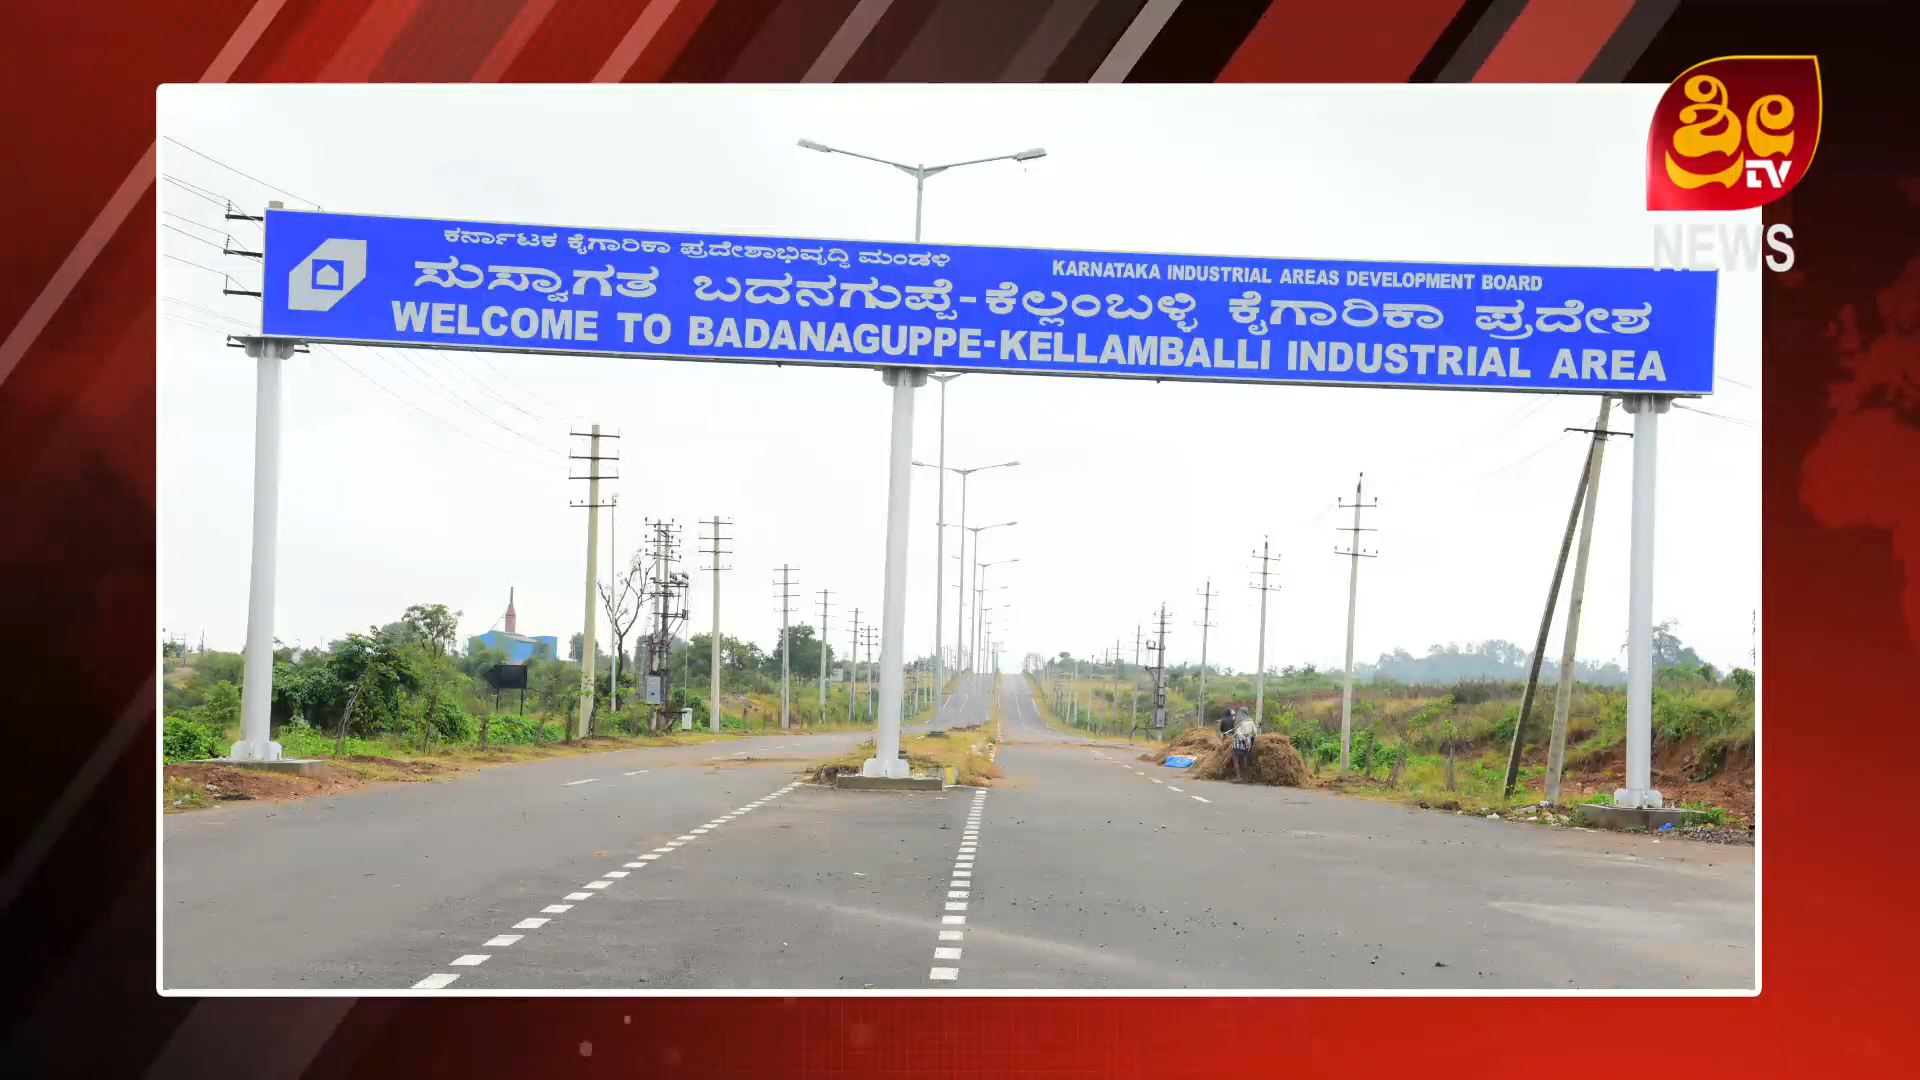 ಕರ್ನಾಟಕ ಕೈಗಾರಿಕಾ ಪ್ರದೇಶಾಭಿವೃದ್ಧಿ ಮಂಡಳಿ
KARNATAKA INDUSTRIAL AREAS DEVELOPMENT BOARD
ಸುಸ್ವಾಗತ ಬದನಗುಪ್ಪೆ-ಕೆಲ್ಲಂಬಳ್ಳಿ ಕೈಗಾರಿಕಾ ಪ್ರದೇಶ
WELCOME TO BADANAGUPPE-KELLAMBALLI INDUSTRIAL AREA
ಶ್ರೀ
TV
NEWS